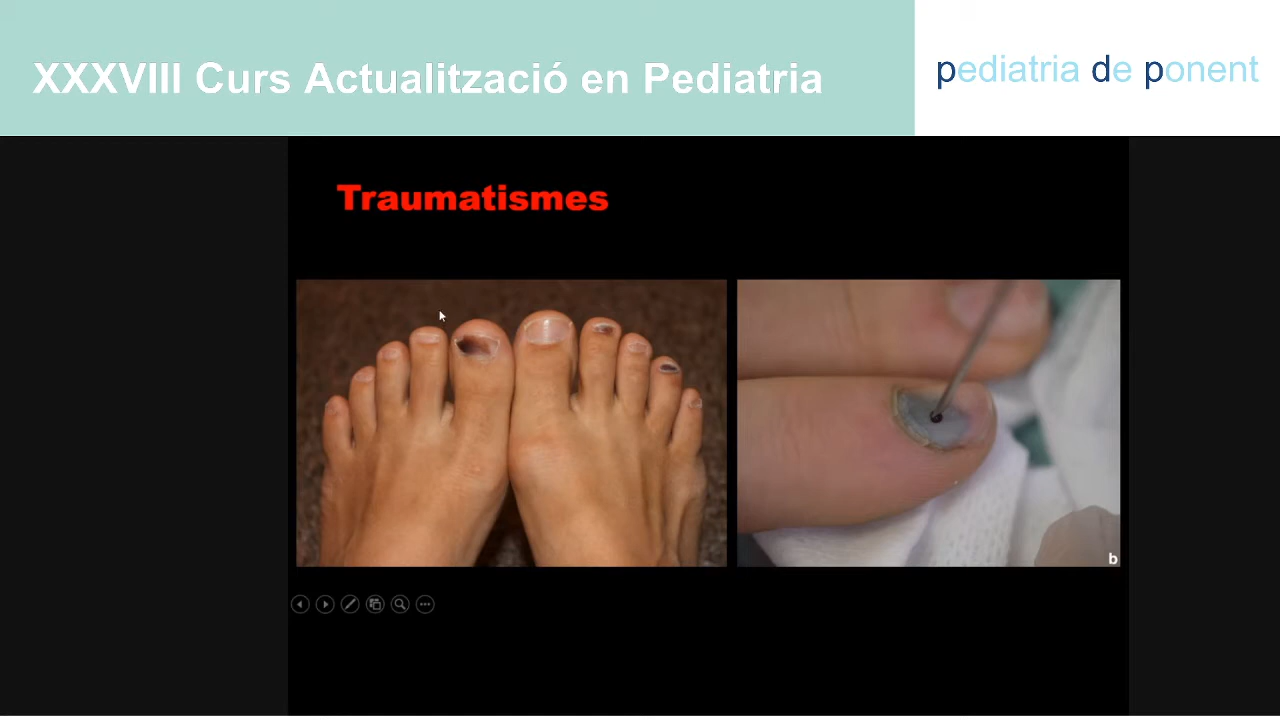 XXXVIII Curs Actualització en Pediatria
pediatria de ponent
Traumatismes
b